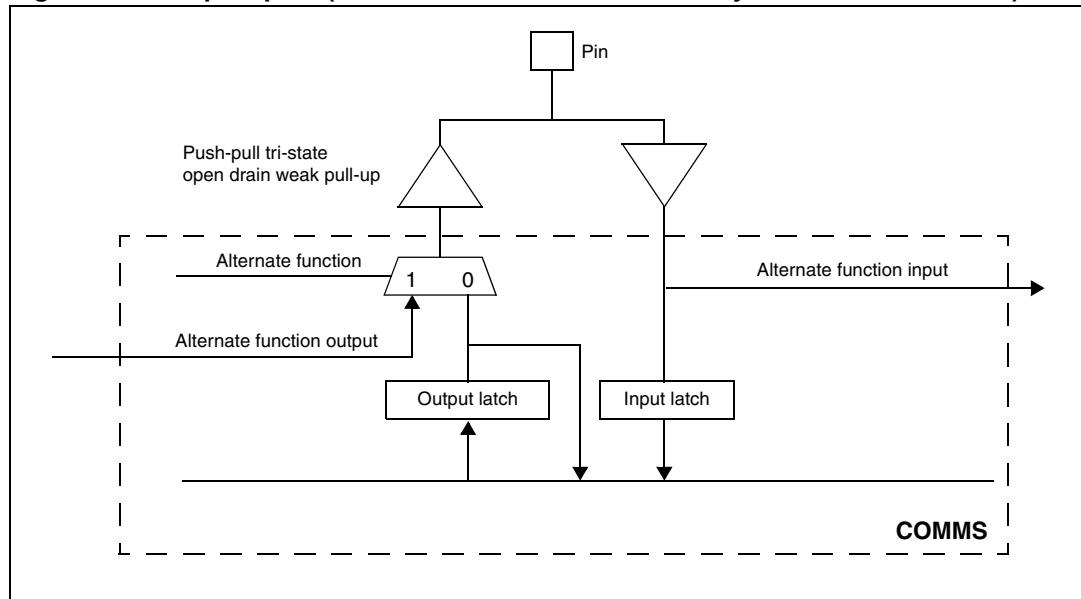 Pin
Push-pull tri-state
open drain weak pull-up
Alternate function
1 0
Alternate function input
Alternate function output
Output latch
Input latch
COMMS